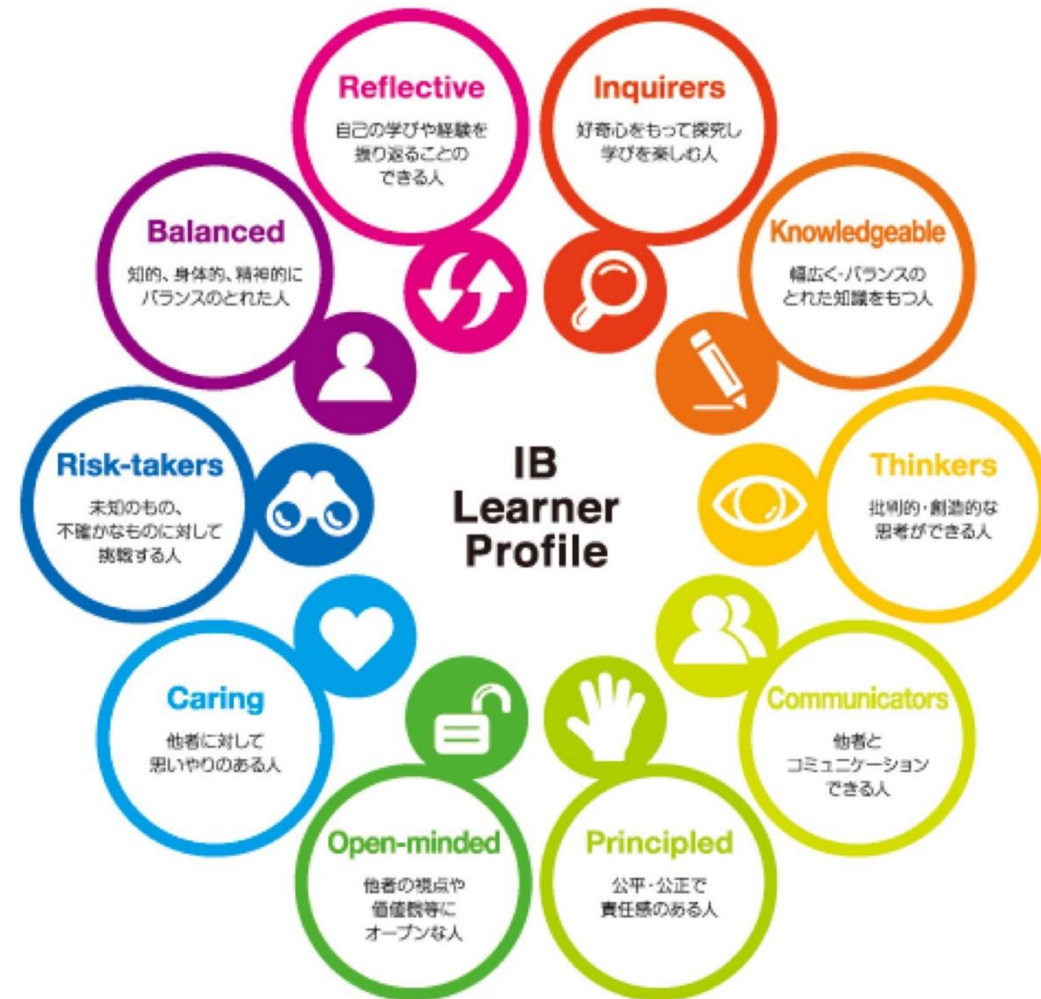 IB
Learner
Profile
Inquirers
好奇心をもって探究し
学びを楽しむ人
Knowledgeable
幅広く・バランスの
とれた知識をもつ人
Thinkers
批判的・創造的な
思考ができる人
Communicators
他者と
コミュニケーション
できる人
Principled
公平・公正で
責任感のある人
Open-minded
他者の視点や
価値観等に
オープンな人
Caring
他者に対して
思いやりのある人
Risk-takers
未知のもの、
不確かなものに対して
挑戦する人
Balanced
知的、身体的、精神的に
バランスのとれた人
Reflective
自己の学びや経験を
振り返ることの
できる人